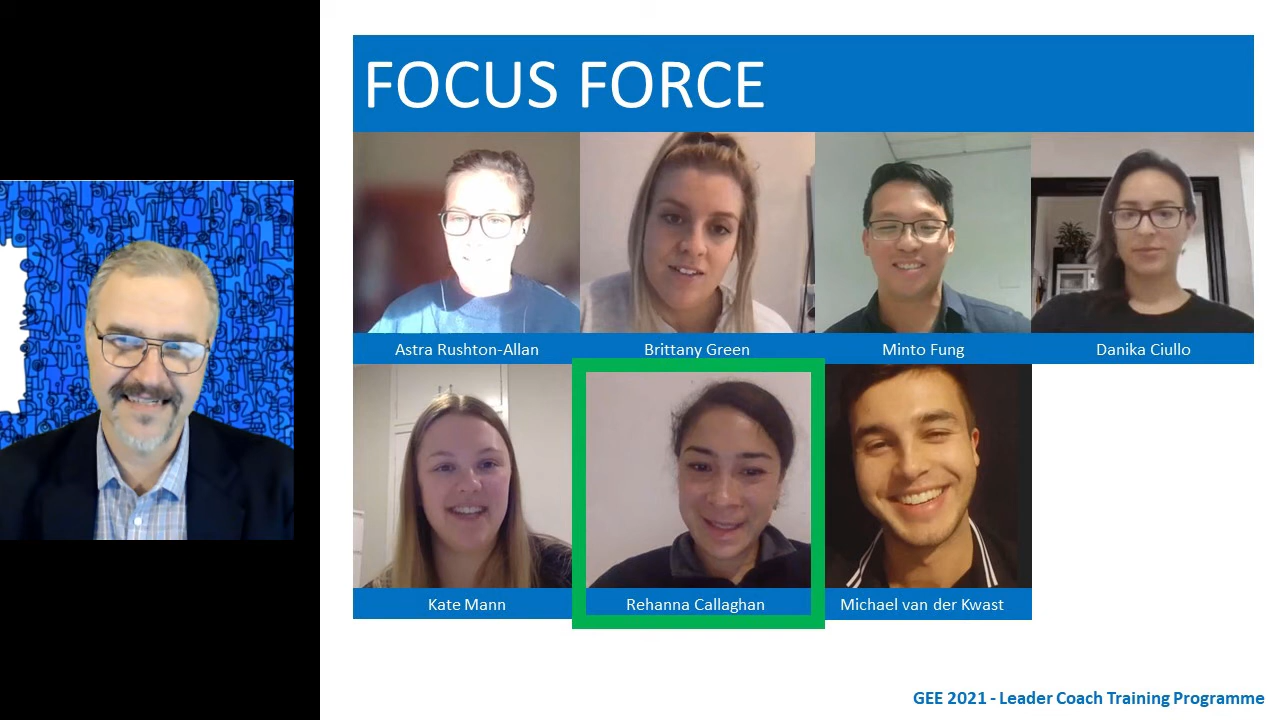 FOCUS FORCE
Astra Rushton-Allan
Brittany Green
Minto Fung
Danika Ciullo
Kate Mann
Rehanna Callaghan
Michael van der Kwast
GEE 2021 - Leader Coach Training Programme